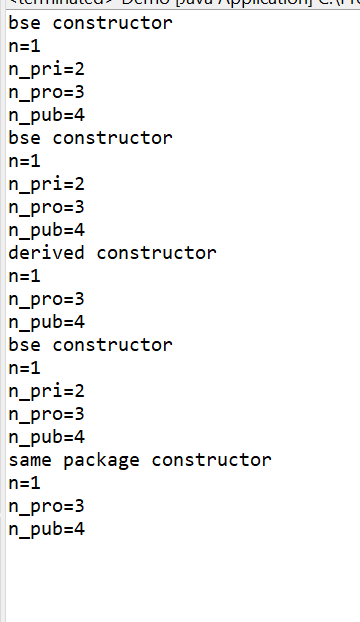 <terminated> Demo [Java Application] C:\Pro
bse constructor
n=1
n_pri=2
n_pro=3
n_pub=4
bse constructor
n=1
n_pri=2
n_pro=3
n_pub=4
derived constructor
n=1
n_pro=3
n_pub=4
bse constructor
n=1
n_pri=2
n_pro=3
n_pub=4
same package constructor
n=1
n_pro=3
n_pub=4